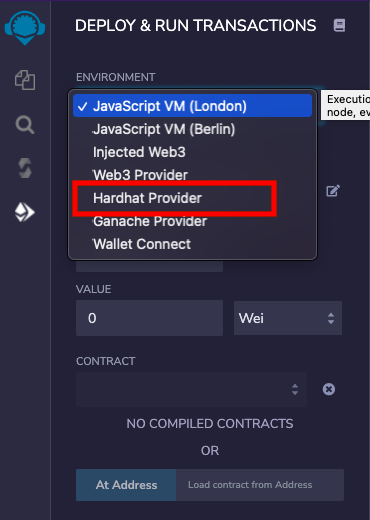 DEPLOY & RUN TRANSACTIONS
ENVIRONMENT
✓ JavaScript VM (London)
Executio
node, ev
JavaScript VM (Berlin)
Injected Web3
Web3 Provider
Hardhat Provider
Ganache Provider
Wallet Connect
VALUE
0
Wei
CONTRACT
NO COMPILED CONTRACTS
OR
At Address
Load contract from Address